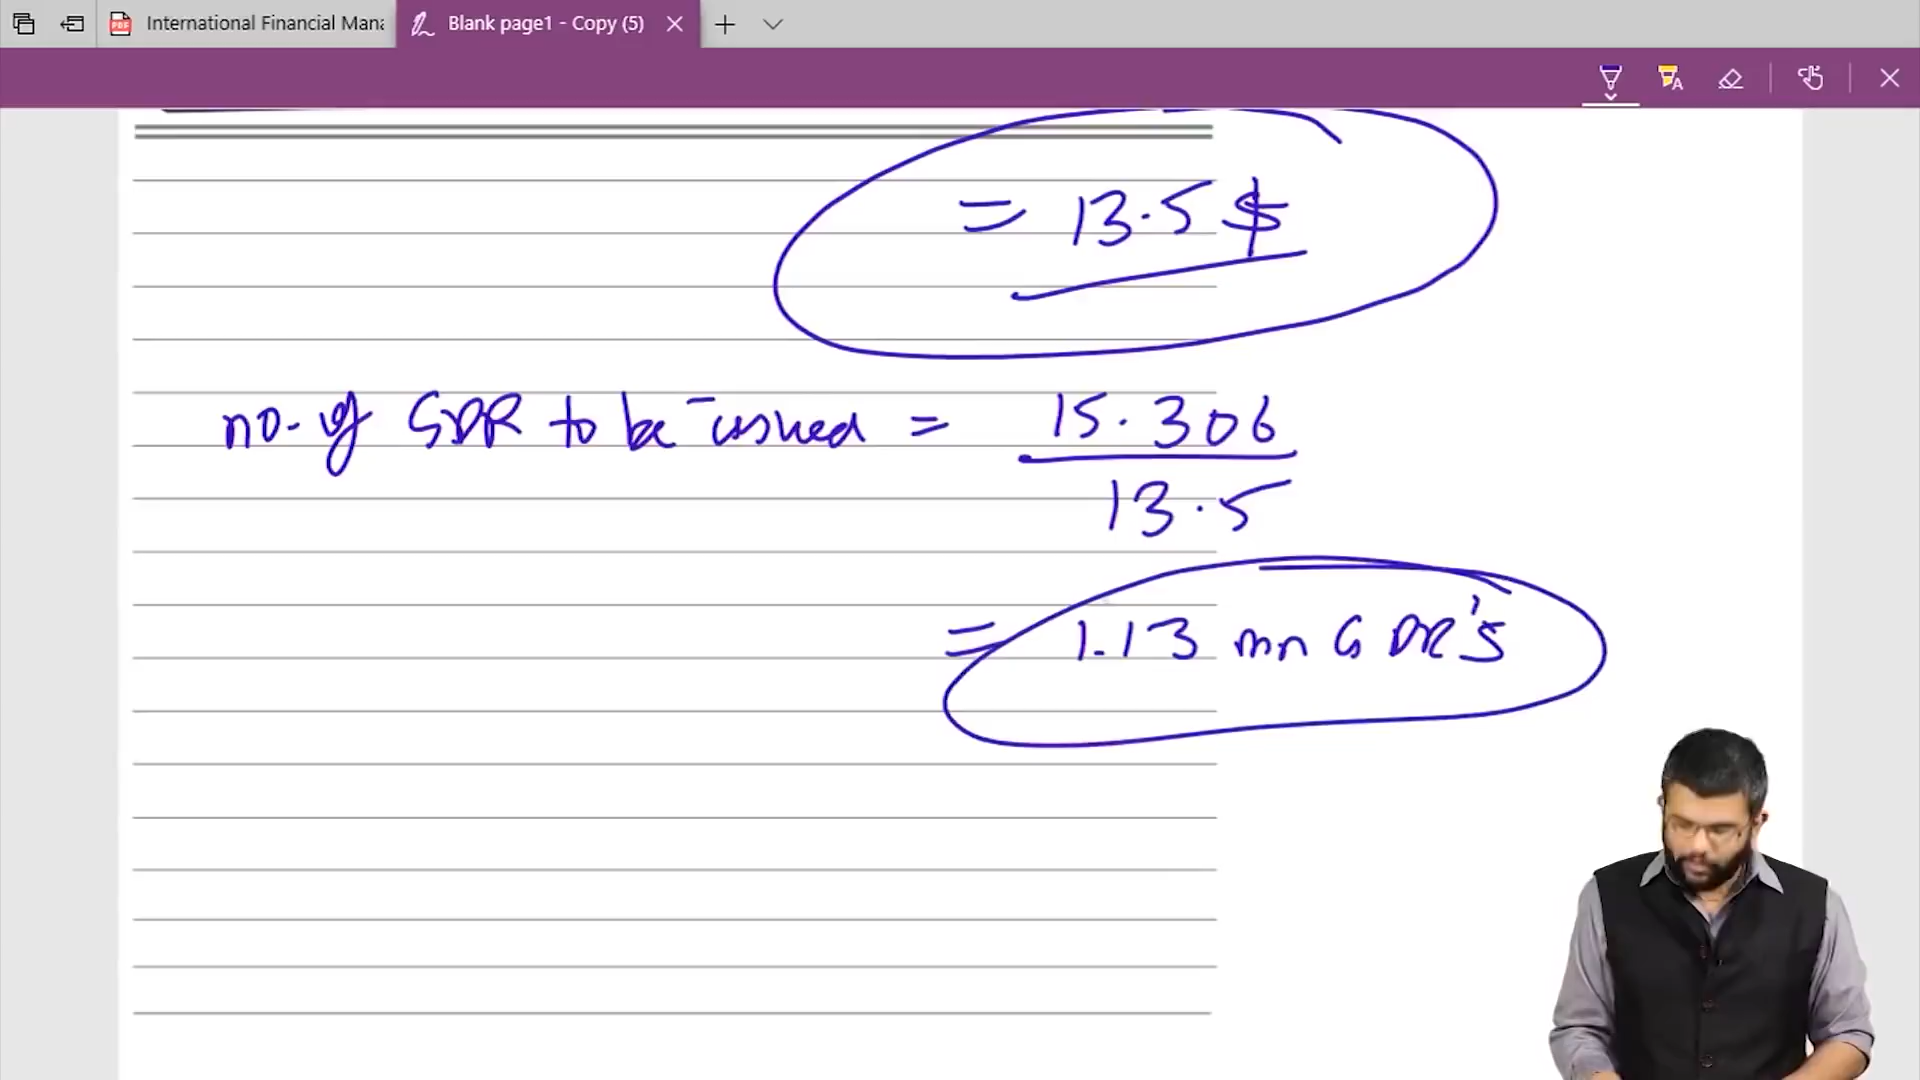 International Financial Mana
Blank page1 - Copy (5)
= 13.5 $
no. of GDR to be issued = 15.306
13.5
= 1.13 mn GDR's